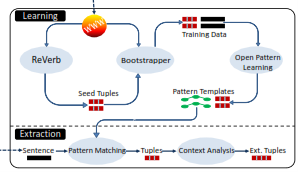 Learning
WWW
Training Data
ReVerb
Bootstrapper
Open Pattern
Learning
Seed Tuples
Pattern Templates
Extraction
Sentence
Pattern Matching
Tuples
Context Analysis
Ext. Tuples